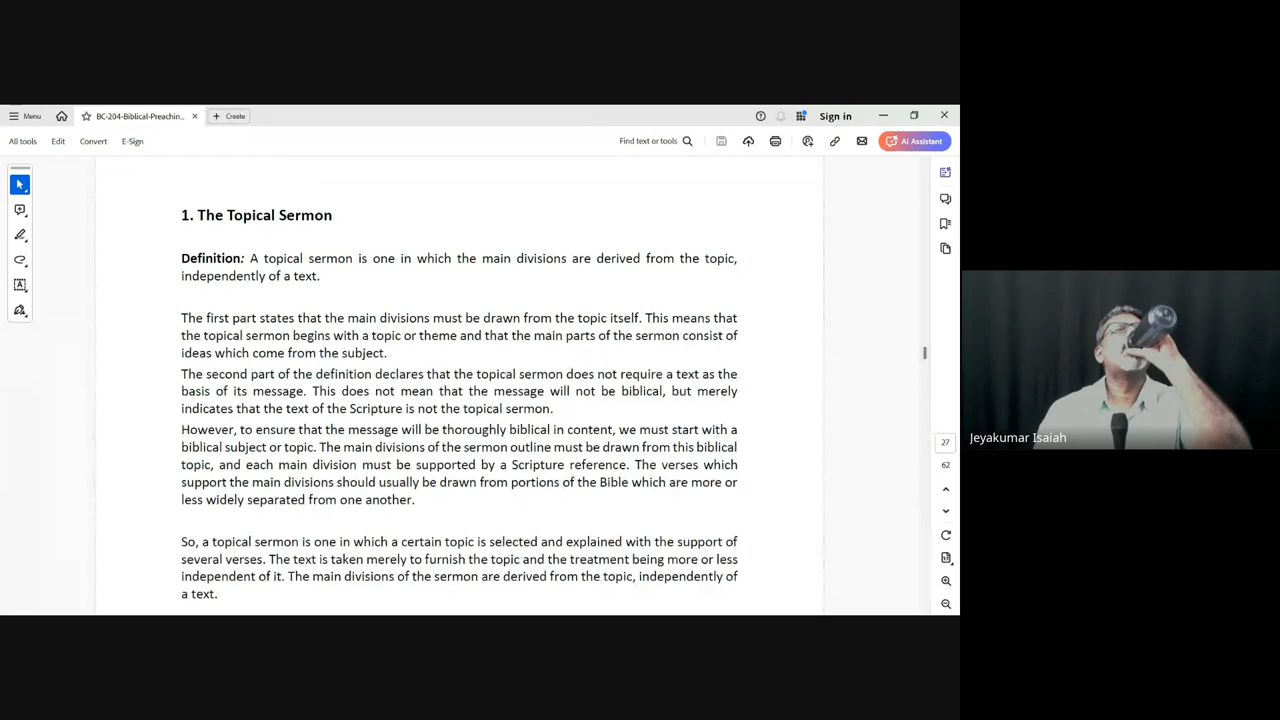 Menu
BC-204-Biblical-Preachin...
Create
Sign in
All tools
Edit
Convert
E-Sign
Find text or tools
AI Assistant
1. The Topical Sermon
Definition: A topical sermon is one in which the main divisions are derived from the topic,
independently of a text.
The first part states that the main divisions must be drawn from the topic itself. This means that
the topical sermon begins with a topic or theme and that the main parts of the sermon consist of
ideas which come from the subject.
The second part of the definition declares that the topical sermon does not require a text as the
basis of its message. This does not mean that the message will not be biblical, but merely
indicates that the text of the Scripture is not the topical sermon.
However, to ensure that the message will be thoroughly biblical in content, we must start with a
biblical subject or topic. The main divisions of the sermon outline must be drawn from this biblical
topic, and each main division must be supported by a Scripture reference. The verses which
support the main divisions should usually be drawn from portions of the Bible which are more or
less widely separated from one another.
So, a topical sermon is one in which a certain topic is selected and explained with the support of
several verses. The text is taken merely to furnish the topic and the treatment being more or less
independent of it. The main divisions of the sermon are derived from the topic, independently of
a text.
27
62
Jeyakumar Isaiah